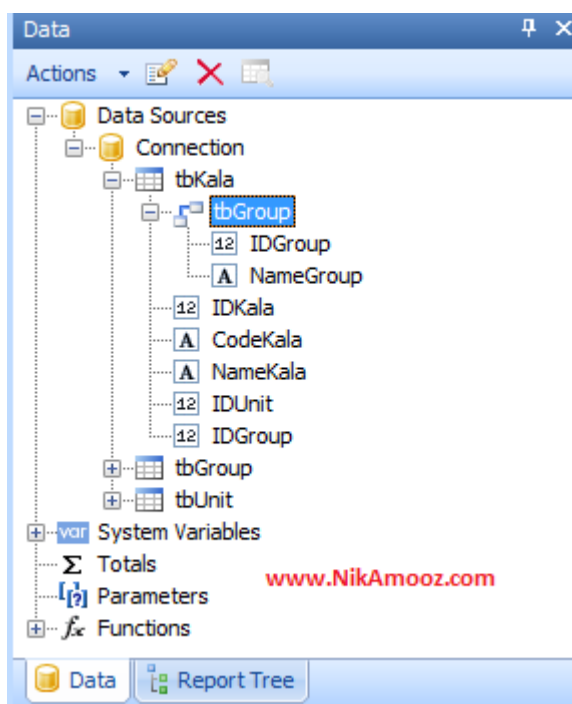 Data
Actions
Data Sources
Connection
tbKala
tbGroup
12 IDGroup
A NameGroup
12 IDKala
A CodeKala
A NameKala
12 IDUnit
12 IDGroup
tbGroup
tbUnit
var System Variables
Σ Totals
www.NikAmooz.com
[?] Parameters
fx Functions
Data Report Tree